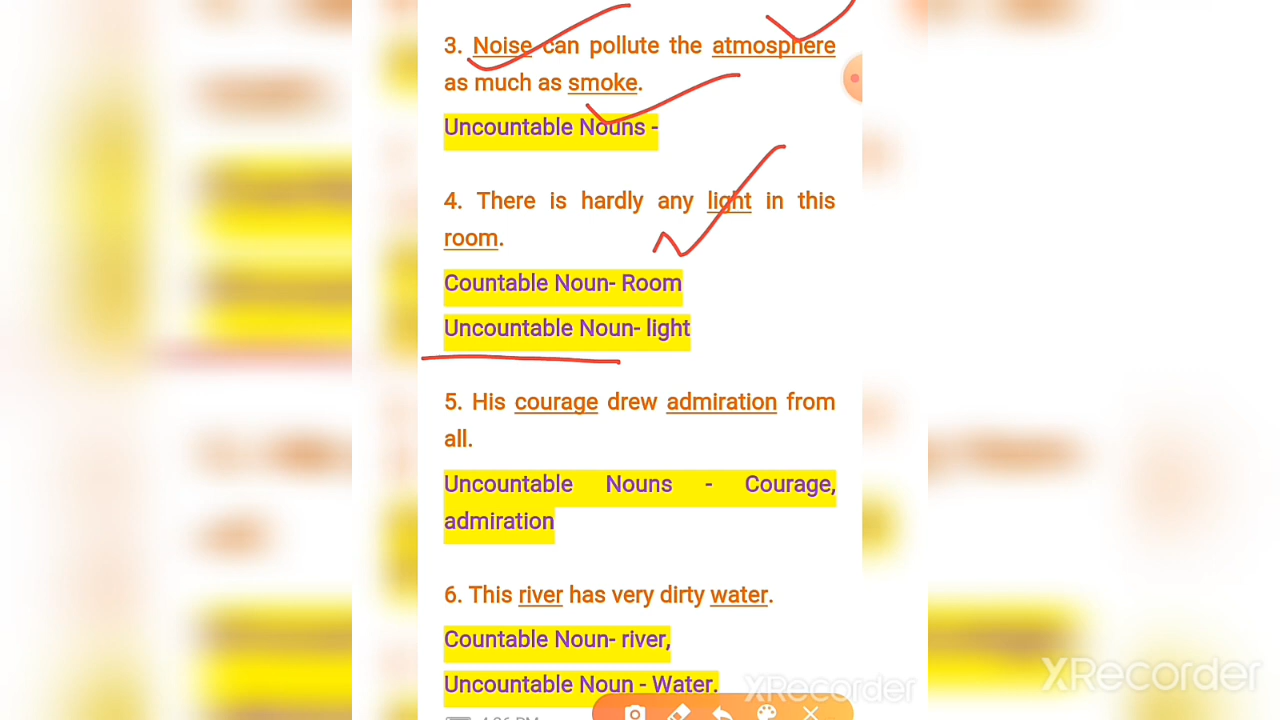 3. Noise can pollute the atmosphere
as much as smoke.
Uncountable Nouns -
4. There is hardly any light in this
room.
Countable Noun- Room
Uncountable Noun- light
5. His courage drew admiration from
all.
Uncountable Nouns - Courage,
admiration
6. This river has very dirty water.
Countable Noun- river,
Uncountable Noun - Water.
XRecorder
XRecorder